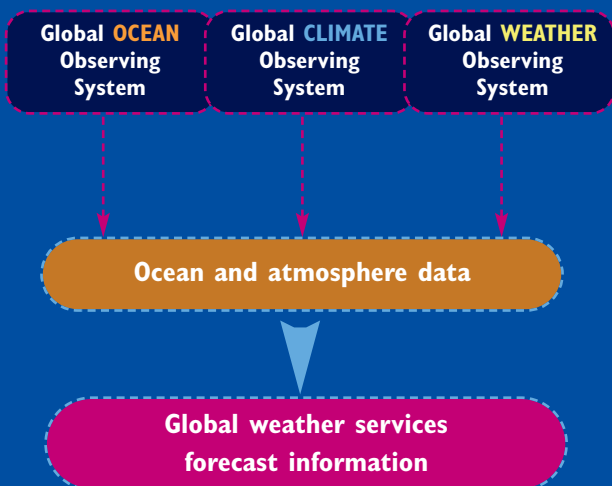 Global OCEAN
Observing
System
Global CLIMATE
Observing
System
Global WEATHER
Observing
System
Ocean and atmosphere data
Global weather services
forecast information